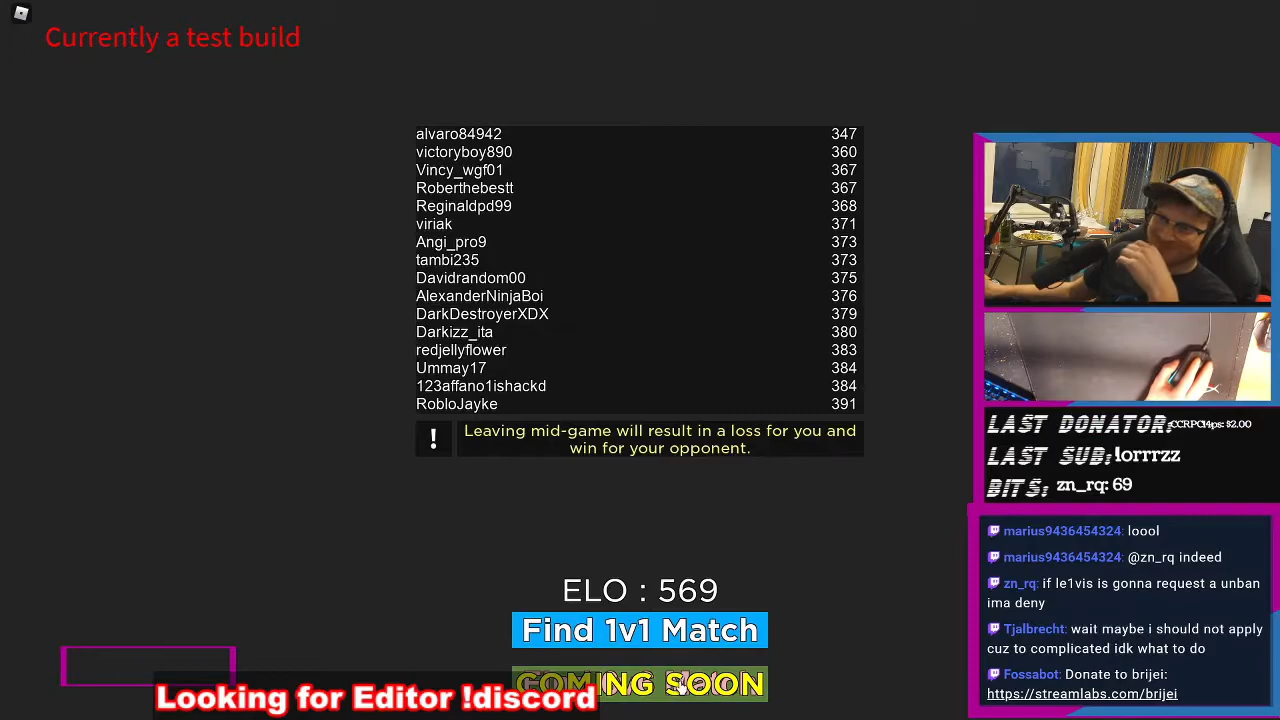 Currently a test build
alvaro84942 347
victoryboy890 360
Vincy_wgf01 367
Roberthebestt 367
Reginaldpd99 368
viriak 371
Angi_pro9 373
tambi235 373
Davidrandom00 375
AlexanderNinjaBoi 376
DarkDestroyerXDX 379
Darkizz_ita 380
redjellyflower 383
Ummay17 384
123affano1ishackd 384
RobloJayke 391
! Leaving mid-game will result in a loss for you and
win for your opponent.
ELO : 569
Find 1v1 Match
COMING SOON
Looking for Editor !discord
LAST DONATOR: CCRPC14ps: $2.00
LAST SUB: lorrrzz
BITS: zn_rq: 69
marius9436454324: loool
marius9436454324: @zn_rq indeed
zn_rq: if le1vis is gonna request a unban
ima deny
Tjalbrecht: wait maybe i should not apply
cuz to complicated idk what to do
Fossabot: Donate to brijei:
https://streamlabs.com/brijei